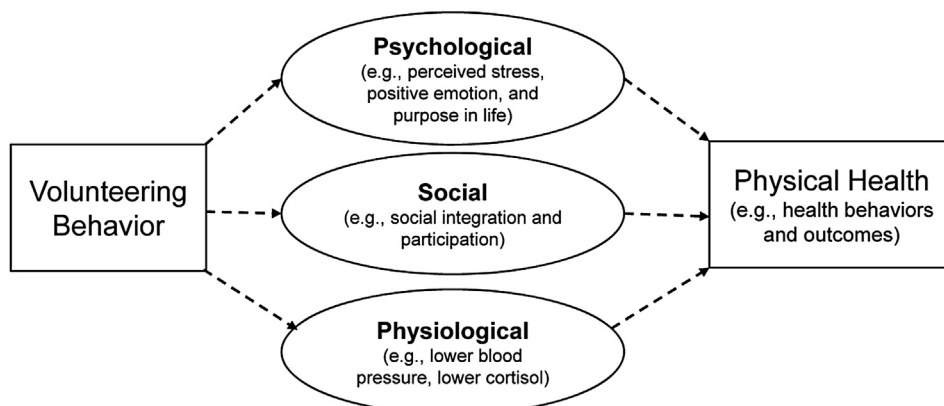 Psychological
(e.g., perceived stress,
positive emotion, and
purpose in life)
Volunteering
Behavior
Social
(e.g., social integration and
participation)
Physical Health
(e.g., health behaviors
and outcomes)
Physiological
(e.g., lower blood
pressure, lower cortisol)